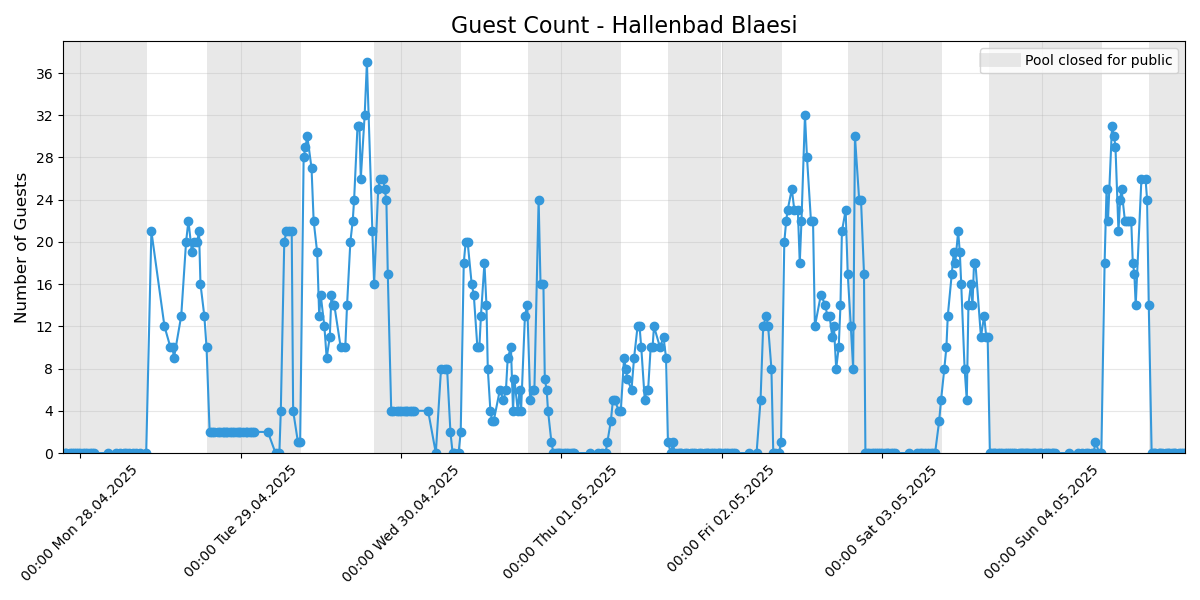 Guest Count - Hallenbad Blaesi
Pool closed for public
Number of Guests
36
32
28
24
20
16
12
8
4
0
00:00 Mon 28.04.2025
00:00 Tue 29.04.2025
00:00 Wed 30.04.2025
00:00 Thu 01.05.2025
00:00 Fri 02.05.2025
00:00 Sat 03.05.2025
00:00 Sun 04.05.2025